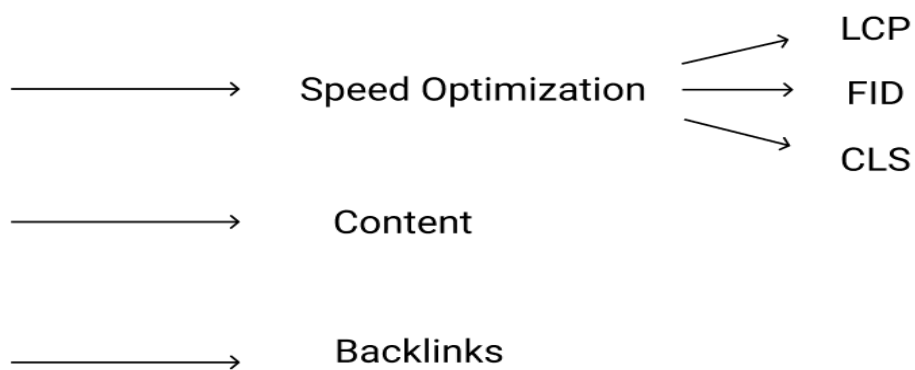 LCP
Speed Optimization
FID
CLS
Content
Backlinks